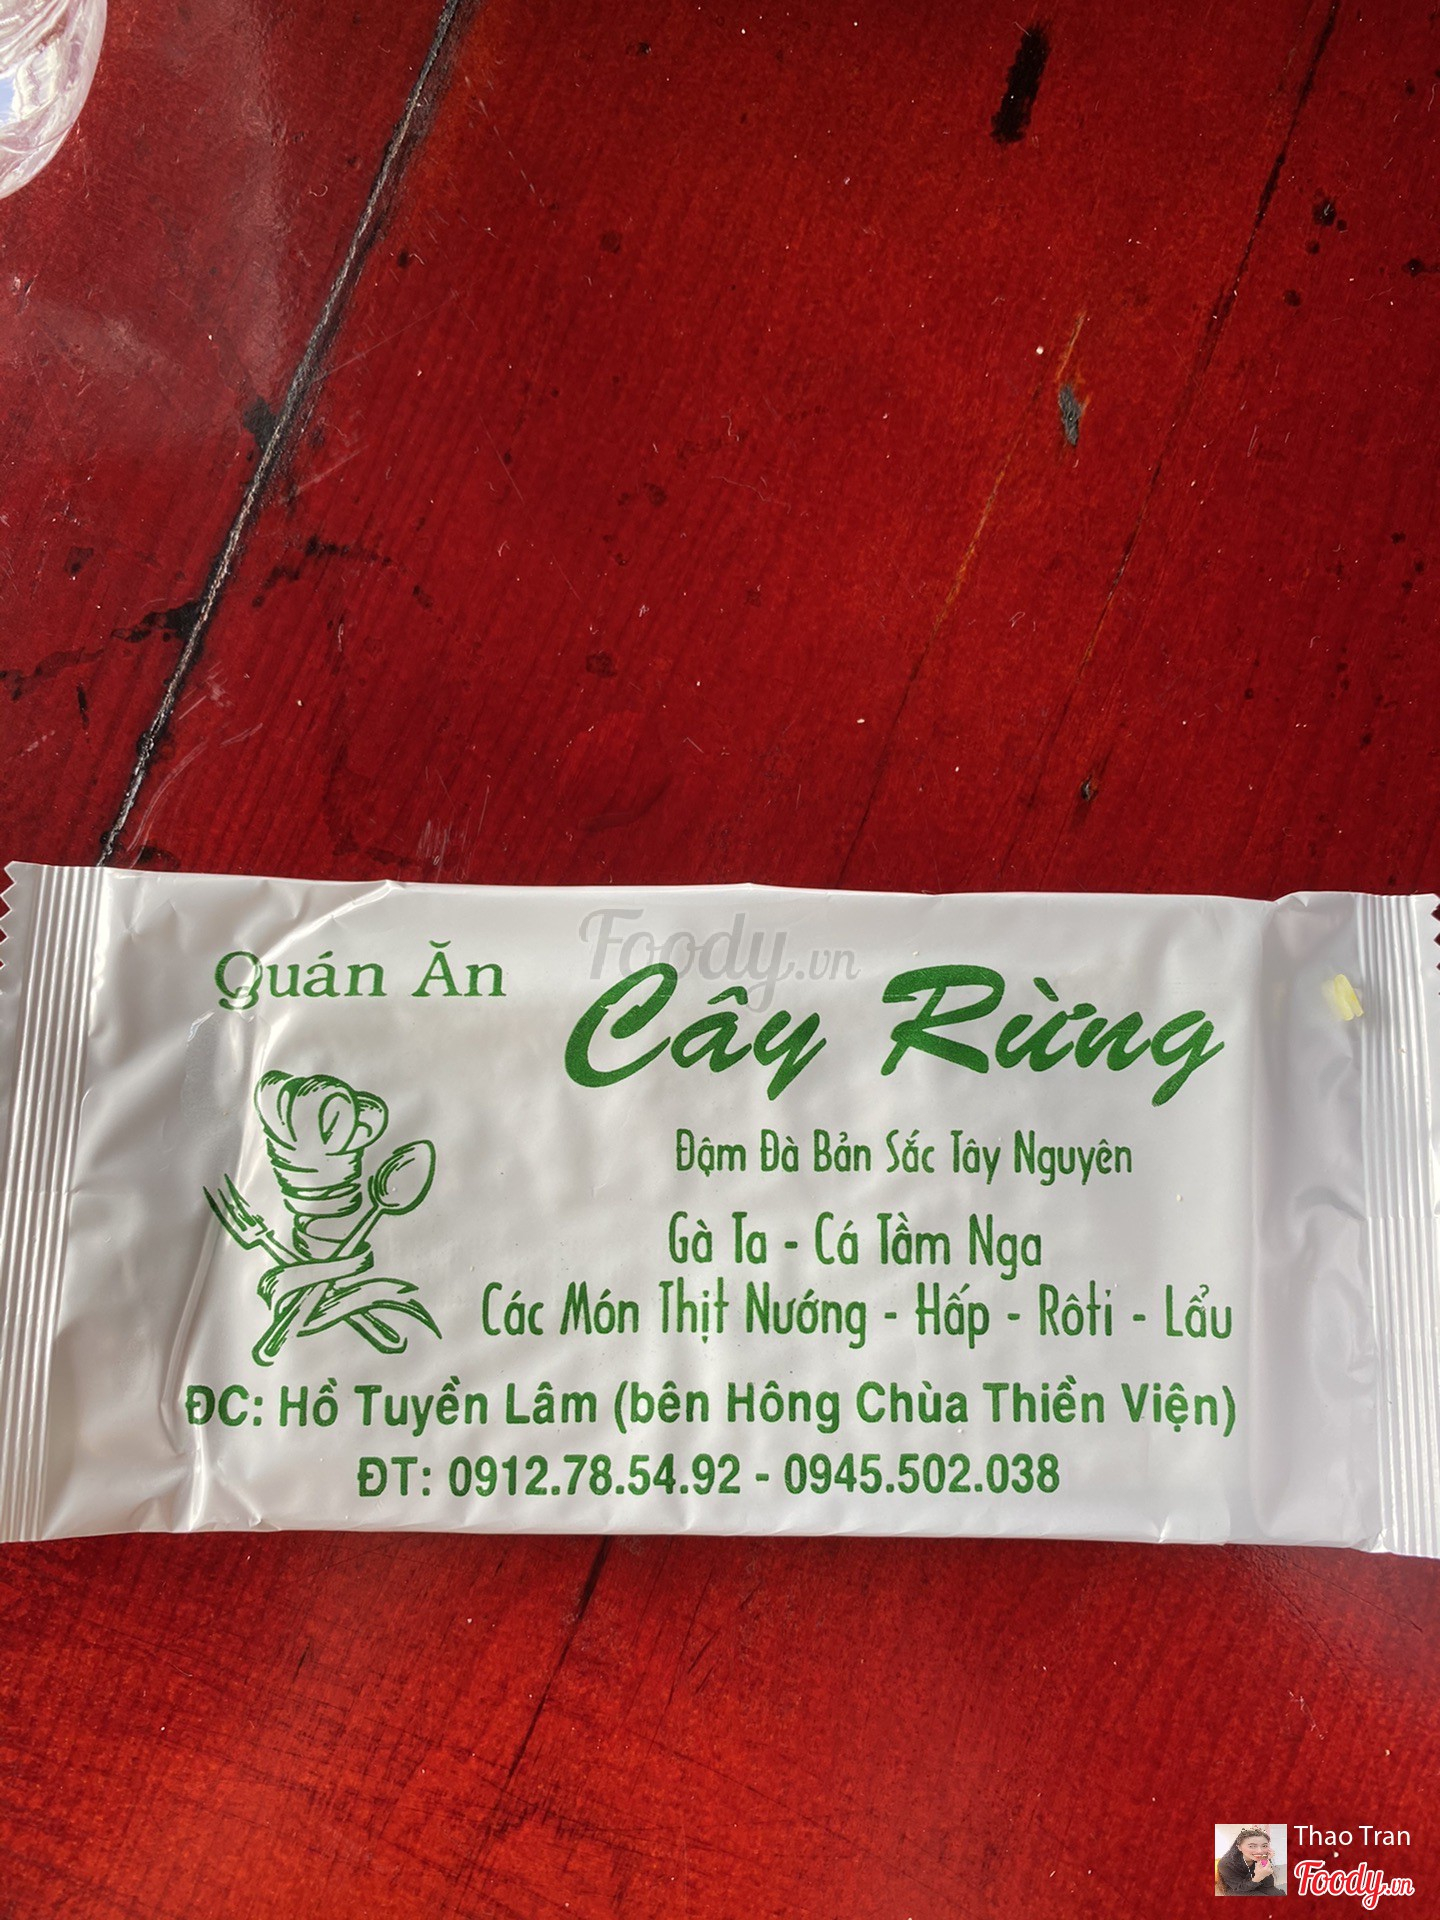 Foody.vn
Quán Ăn
Cây Rừng
Đậm Đà Bản Sắc Tây Nguyên
Gà Ta - Cá Tầm Nga
Các Món Thịt Nướng - Hấp - Rôti - Lẩu
ĐC: Hồ Tuyền Lâm (bên Hông Chùa Thiền Viện)
ĐT: 0912.78.54.92 - 0945.502.038
Thao Tran
Foody.vn